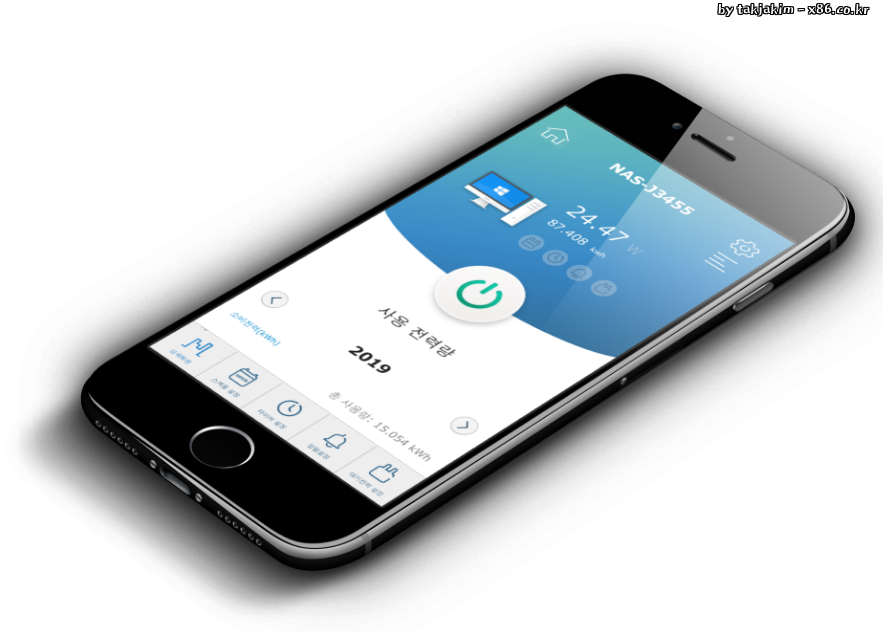 by takjakim - x86.co.kr
NAS-J3455
24.47 W
87.408 kWh
사용 전력량
소비전력(kWh)
2019
총 사용량: 15.054 kWh
스케줄 설정
타이머 설정
알림설정
대기전력 설정